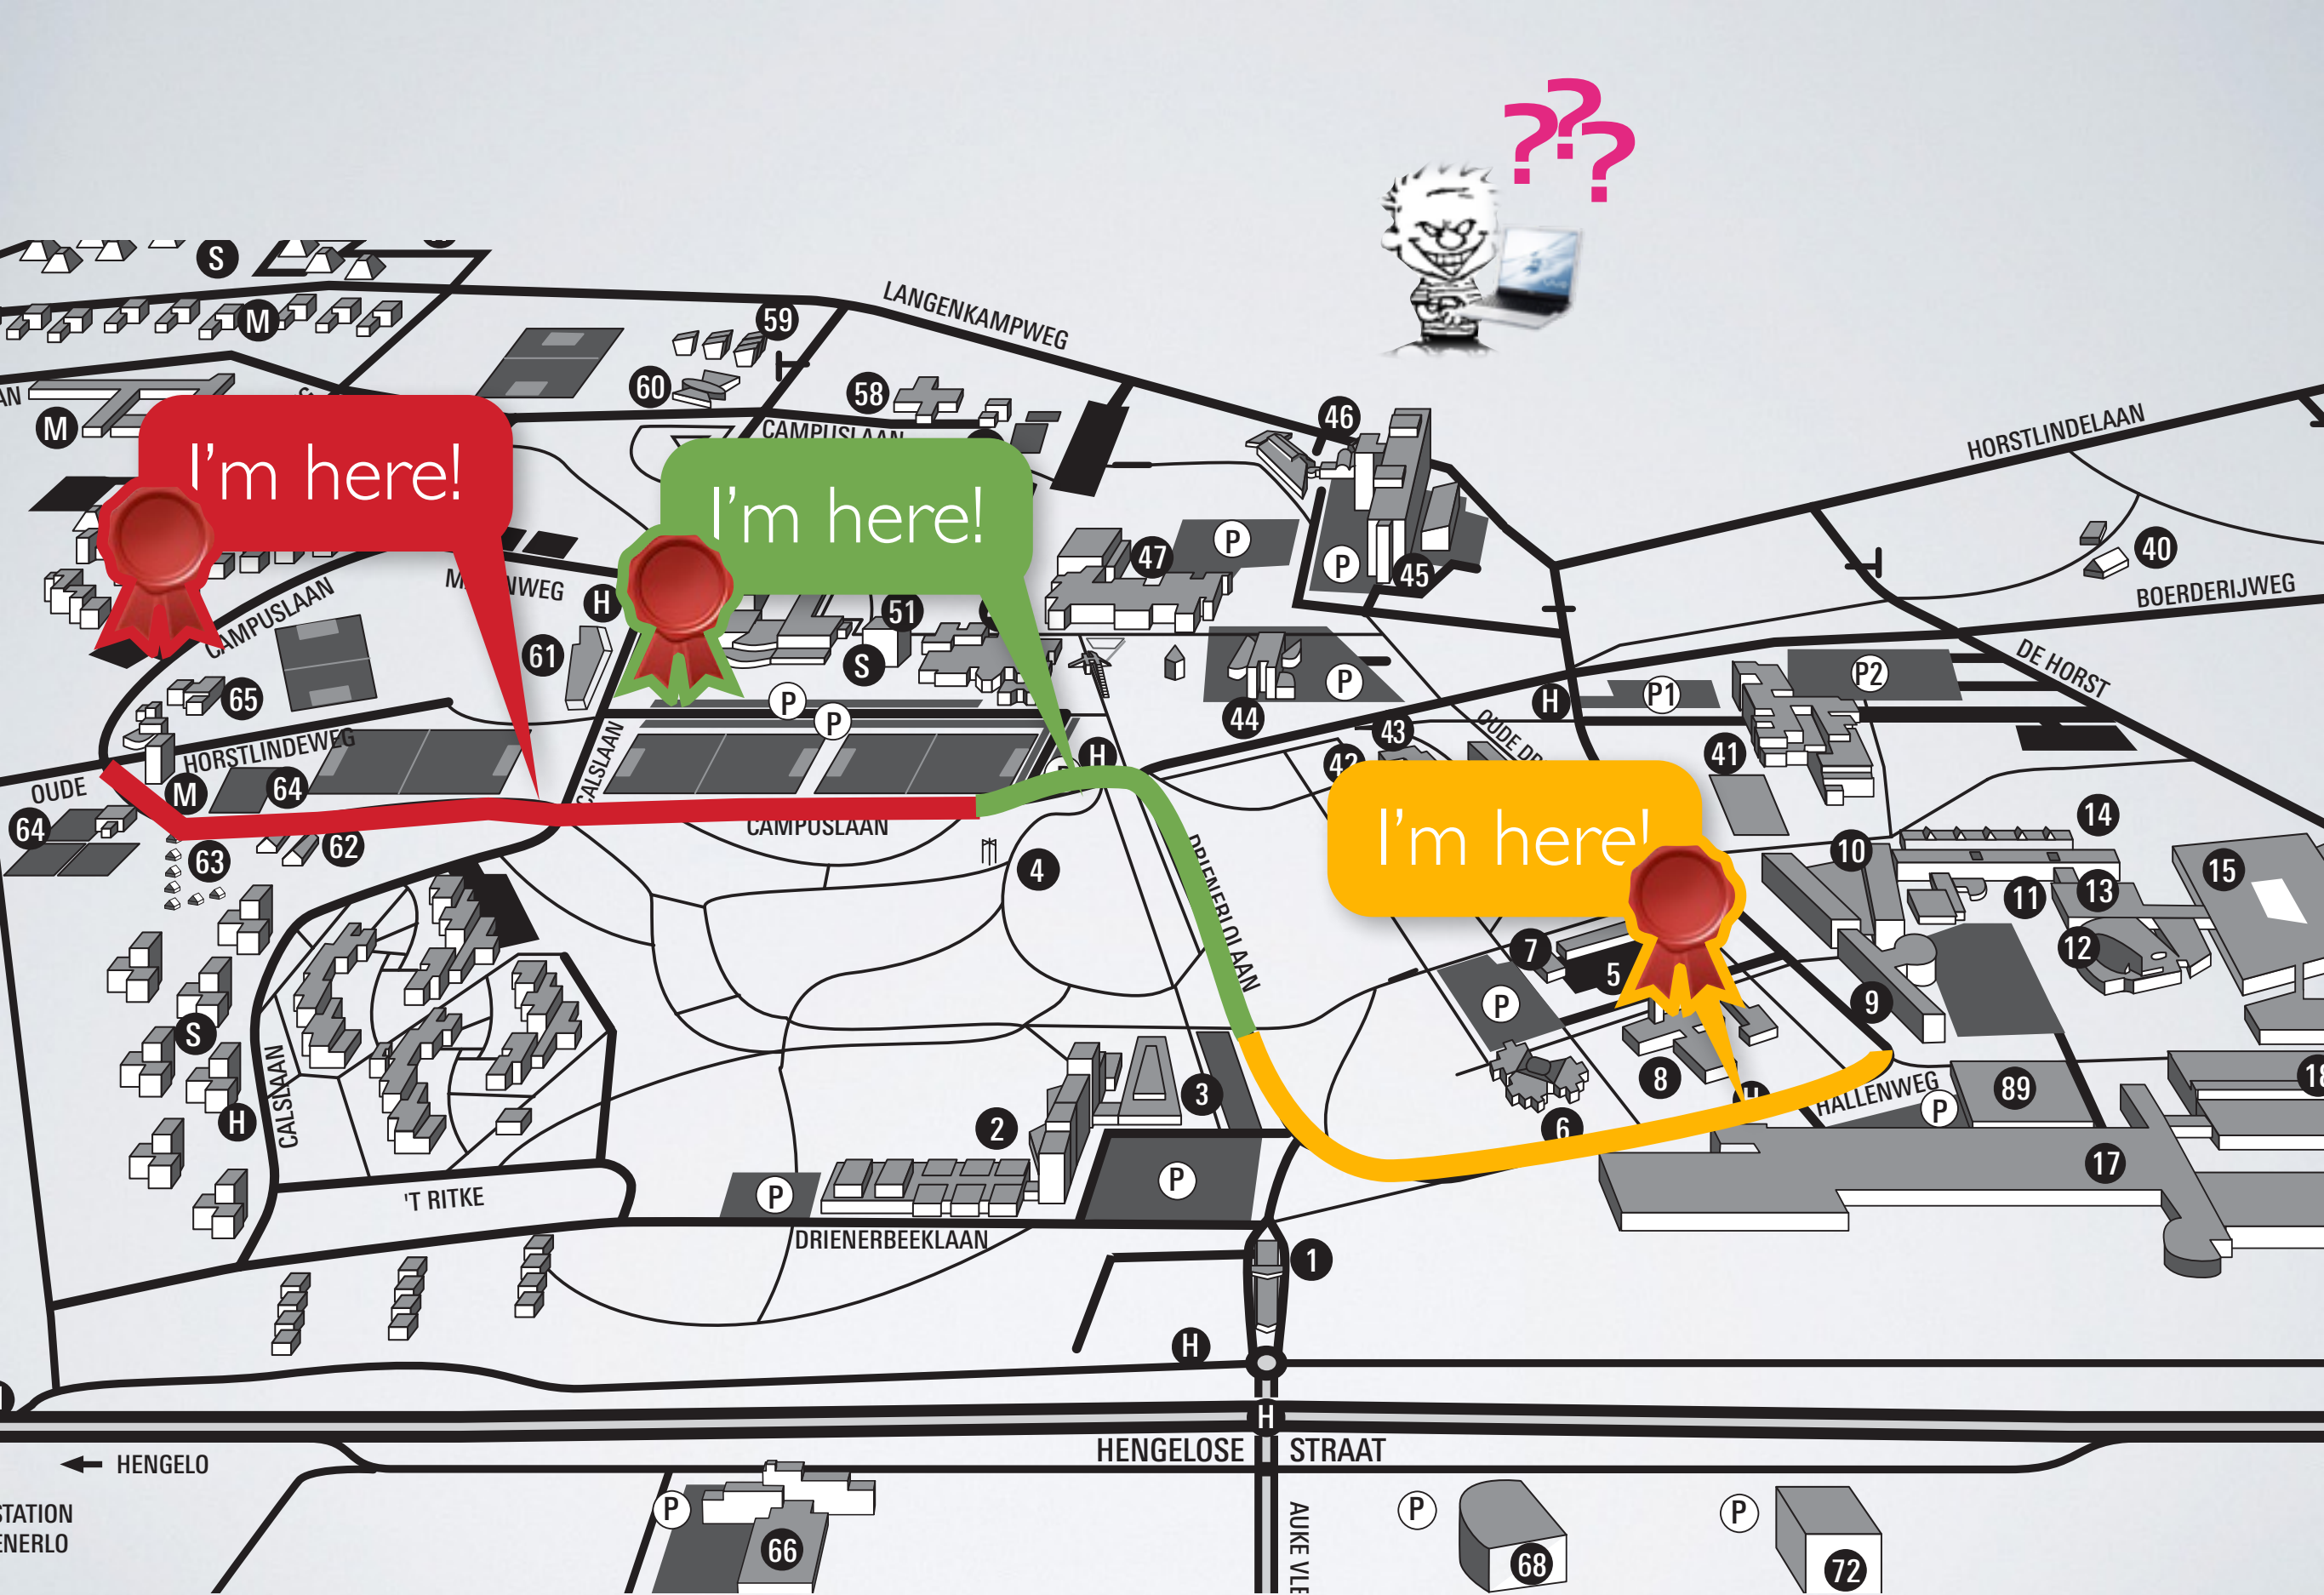 ???
S
M
59
LANGENKAMPWEG
60
58
46
HORSTLINDELAAN
M
CAMPUSLAAN
I'm here!
I'm here!
P
47
P
45
40
BOERDERIJWEG
H
CAMPUSLAAN
51
61
S
P
44
DE HORST
P2
P1
H
65
P
P
43
41
42
HORSTLINDEWEG
CALSLAAN
H
OUDE
M
64
64
CAMPUSLAAN
63
62
4
DRIENERLOLAAN
I'm here!
14
10
15
11
13
12
7
5
P
9
S
H
CALSLAAN
3
2
8
H
HALLENWEG
P
89
18
6
17
P
P
'T RITKE
DRIENERBEEKLAAN
1
H
H
HENGELOSE STRAAT
HENGELO
P
66
P
68
P
72